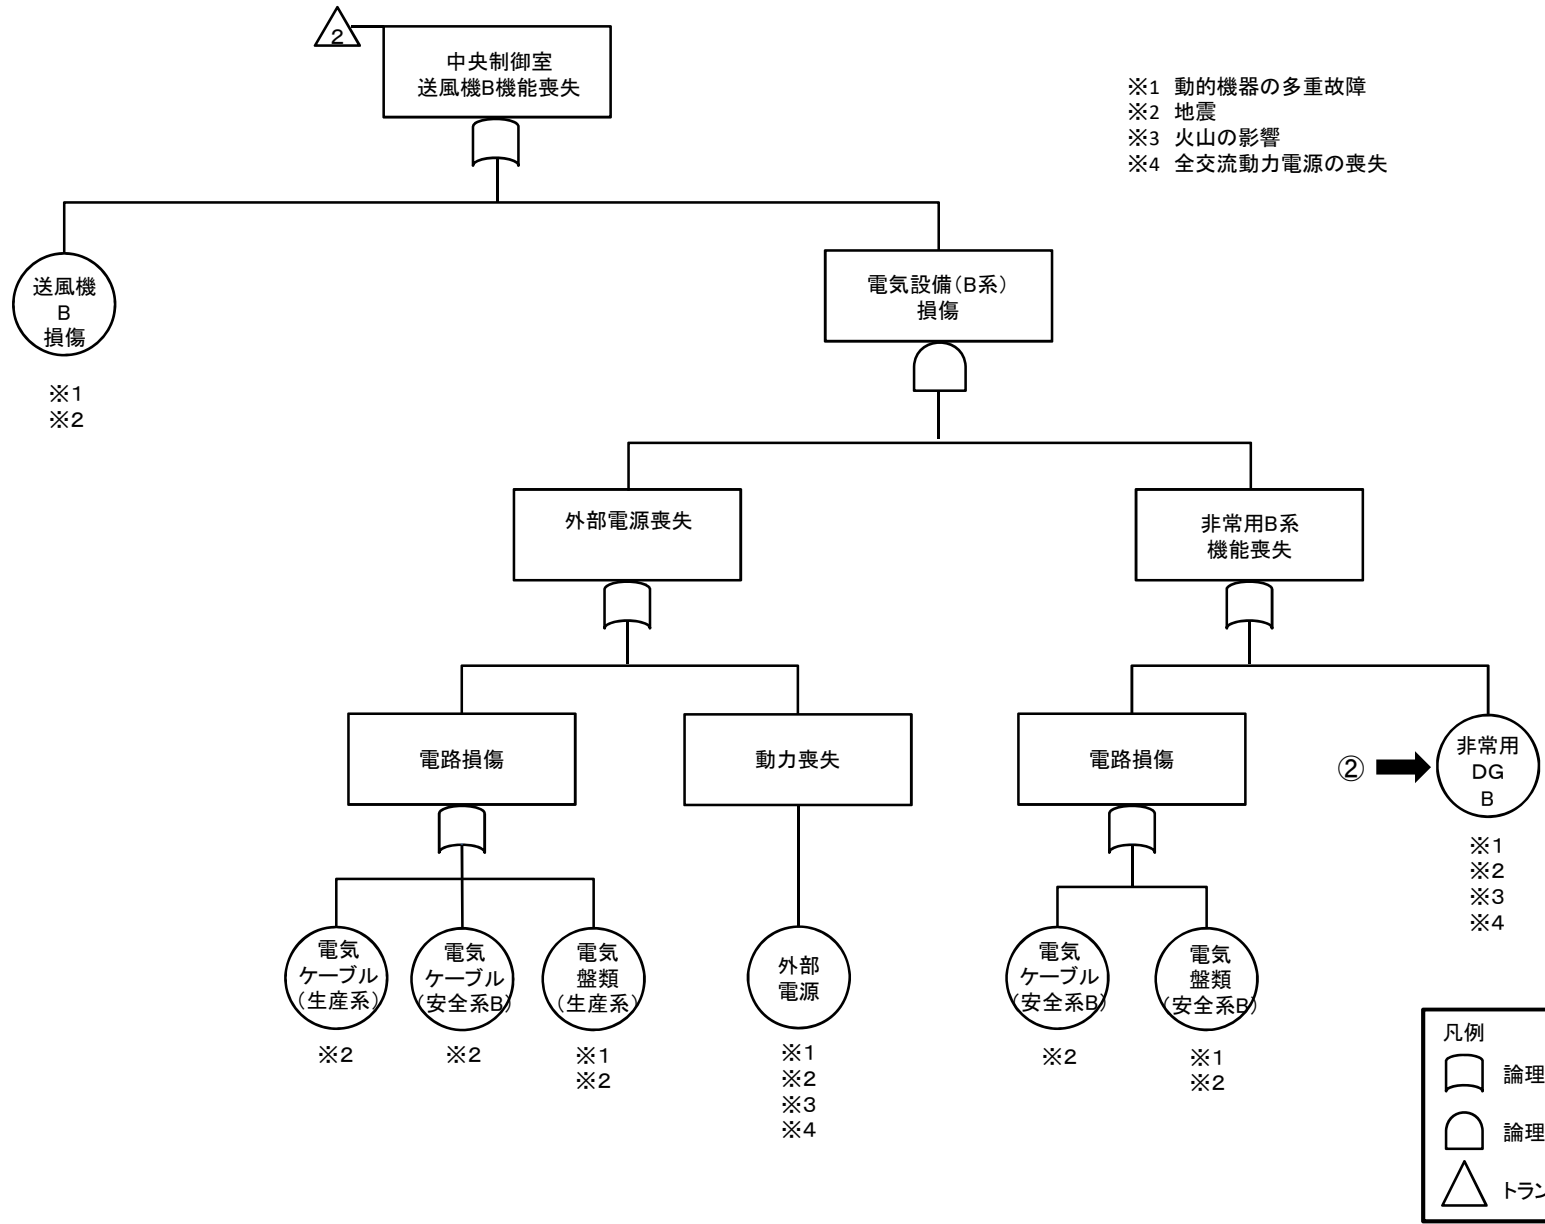 2
中央制御室
送風機B機能喪失
※1 動的機器の多重故障
※2 地震
※3 火山の影響
※4 全交流動力電源の喪失
送風機
B
損傷
※1
※2
電気設備（B系）
損傷
外部電源喪失
非常用B系
機能喪失
電路損傷
動力喪失
電路損傷
②
非常用
DG
B
※1
※2
※3
※4
電気
ケーブル
（生産系）
※2
電気
ケーブル
（安全系B）
※2
電気
盤類
（生産系）
※1
※2
外部
電源
※1
※2
※3
※4
電気
ケーブル
（安全系B）
※2
電気
盤類
（安全系B）
※1
※2
凡例
論理
論理
トラン